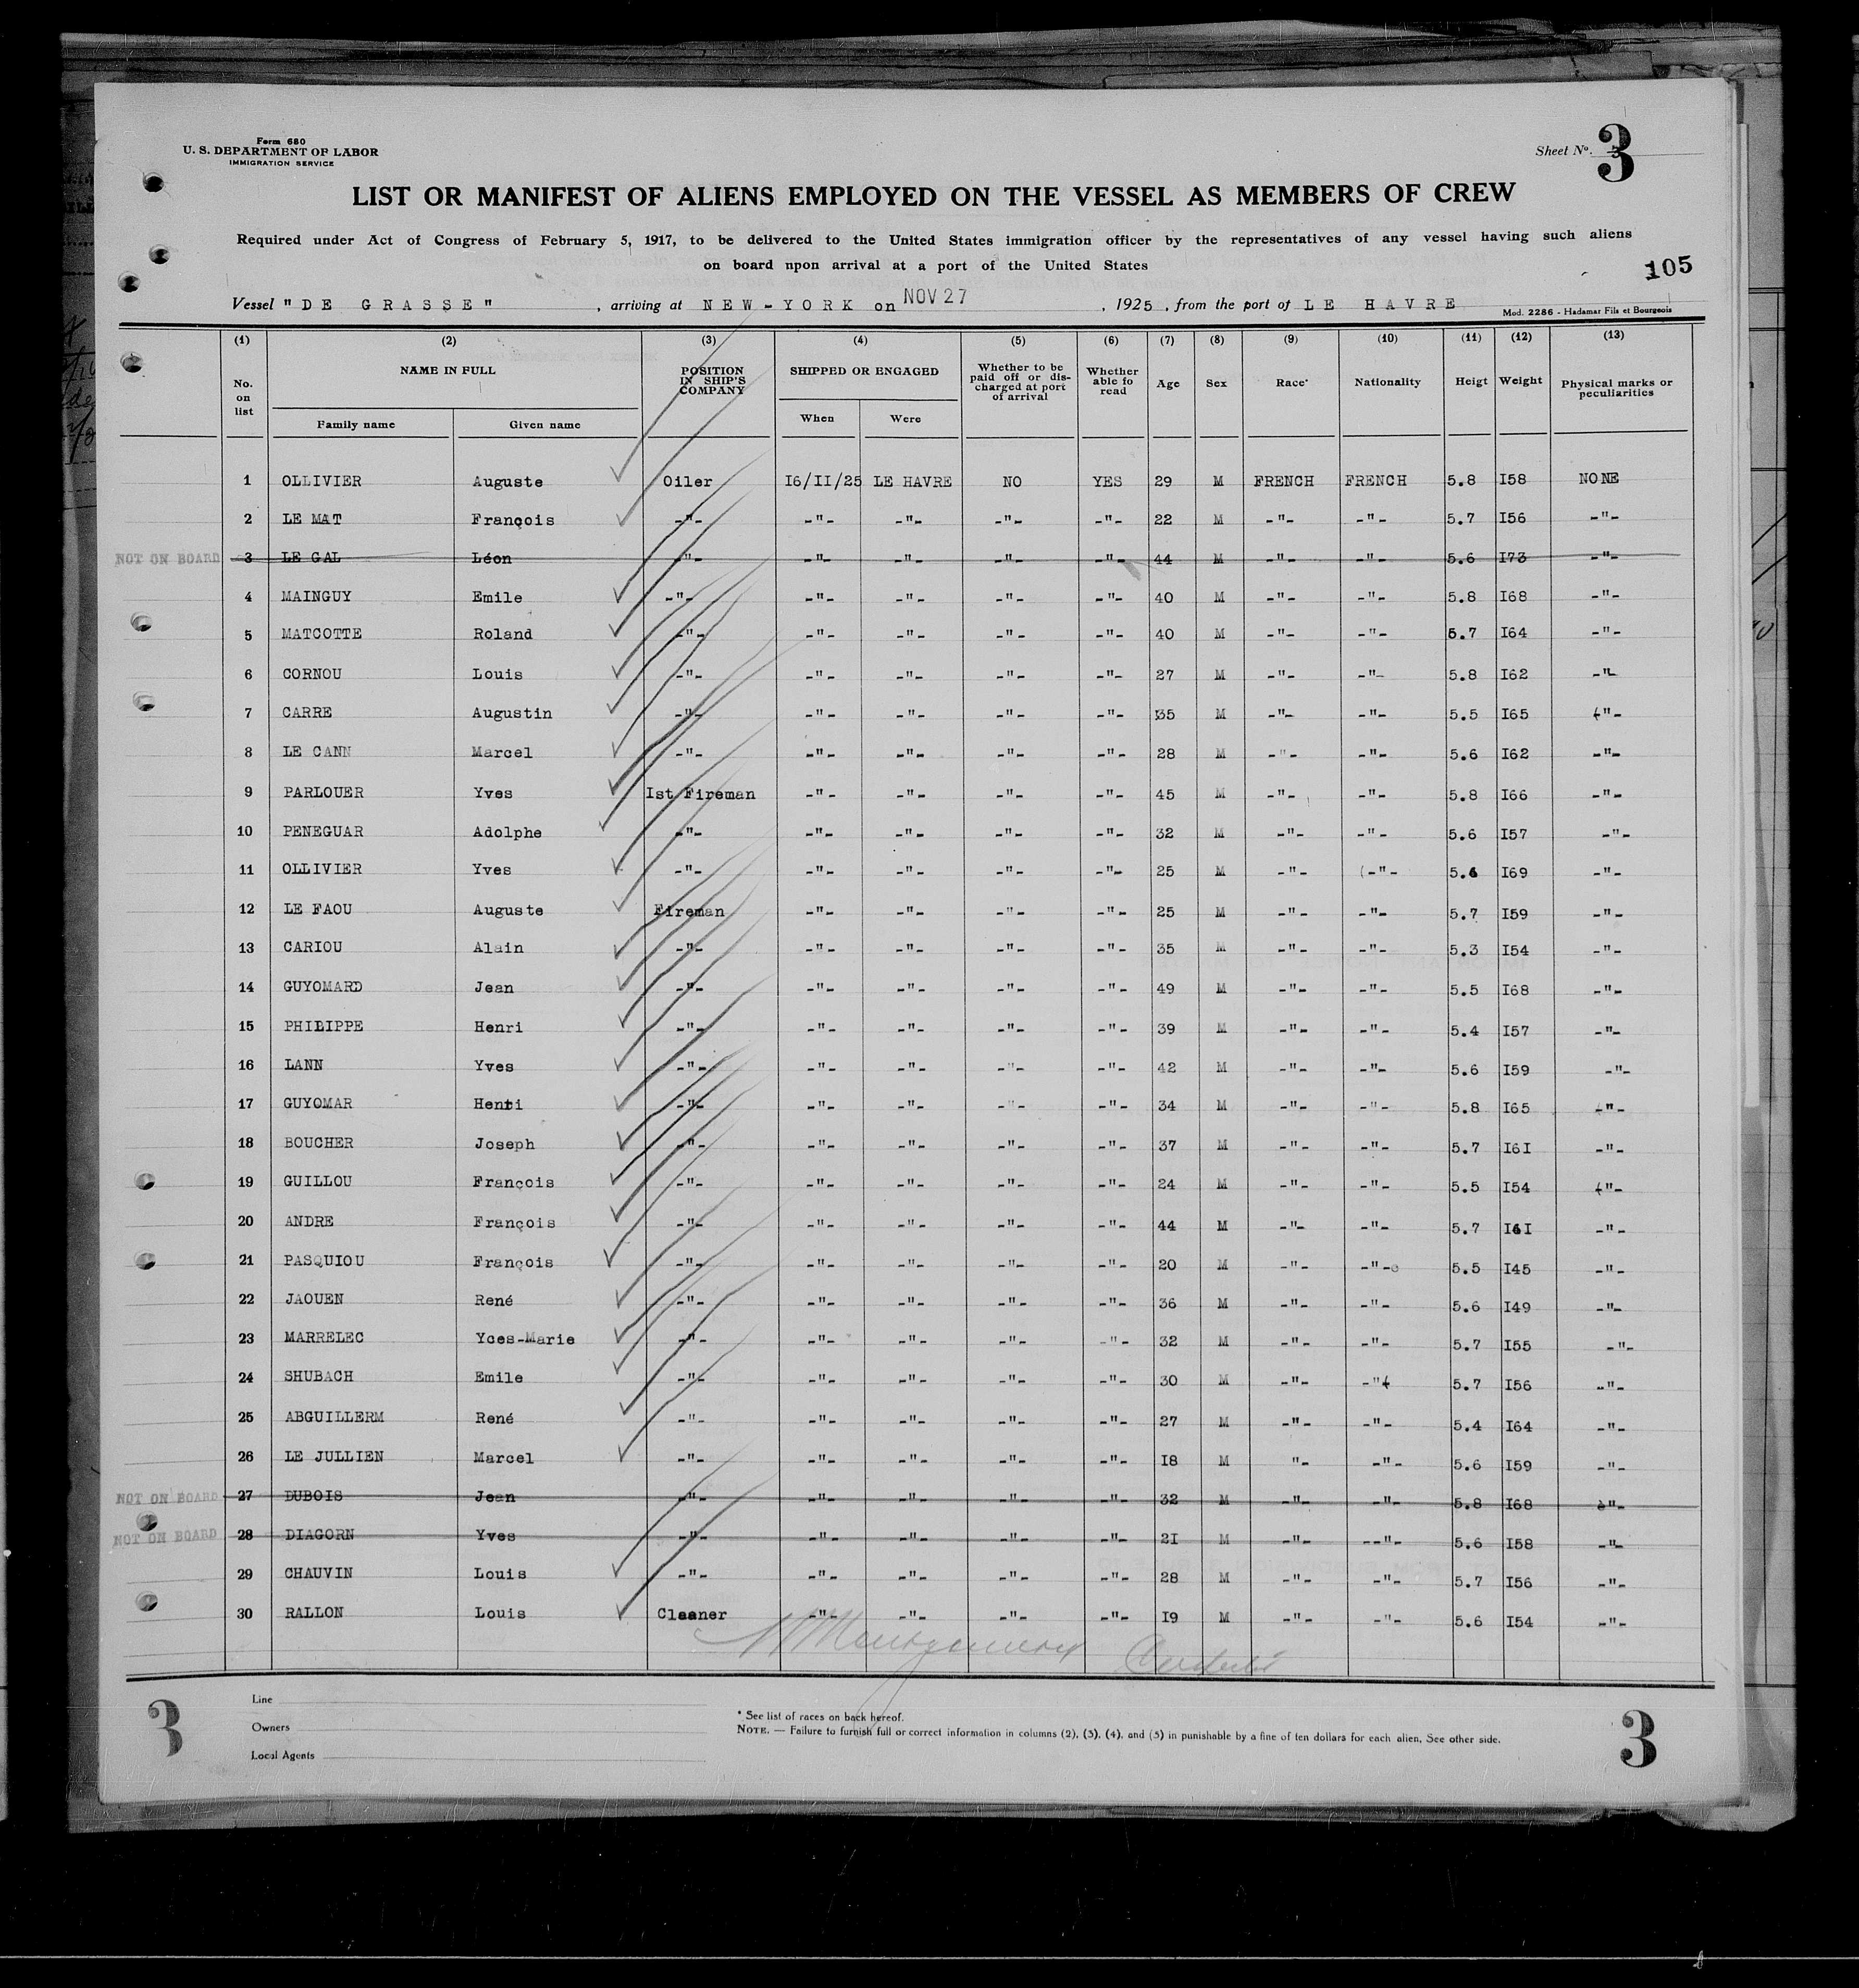 Form 680
U. S. DEPARTMENT OF LABOR
IMMIGRATION SERVICE
Sheet No. 3
3
LIST OR MANIFEST OF ALIENS EMPLOYED ON THE VESSEL AS MEMBERS OF CREW
Required under Act of Congress of February 5, 1917, to be delivered to the United States immigration officer by the representatives of any vessel having such aliens
on board upon arrival at a port of the United States
105
Vessel "DE GRASSE", arriving at NEW-YORK on NOV 27, 1925, from the port of LE HAVRE
Mod. 2286 - Hadamar Fils et Bourgeois
(1) (2) (3) (4) (5) (6) (7) (8) (9) (10) (11) (12) (13)
No. on list NAME IN FULL POSITION IN SHIP'S COMPANY SHIPPED OR ENGAGED Whether to be paid off or discharged at port of arrival Whether able fo read Age Sex Race* Nationality Heigt Weight Physical marks or peculiarities
Family name Given name When Were
1 OLLIVIER Auguste Oiler I6/II/25 LE HAVRE NO YES 29 M FRENCH FRENCH 5.8 I58 NONE
2 LE MAT François -"- -"- -"- -"- -"- 22 M -"- -"- 5.7 I56 -"-
NOT ON BOARD 3 LE GAL Léon -"- -"- -"- -"- -"- 44 M -"- -"- 5.6 I73 -"-
4 MAINGUY Emile -"- -"- -"- -"- -"- 40 M -"- -"- 5.8 I68 -"-
5 MATCOTTE Roland -"- -"- -"- -"- -"- 40 M -"- -"- 5.7 I64 -"-
6 CORNOU Louis -"- -"- -"- -"- -"- 27 M -"- -"- 5.8 I62 -"-
7 CARRE Augustin -"- -"- -"- -"- -"- 35 M -"- -"- 5.5 I65 -"-
8 LE CANN Marcel -"- -"- -"- -"- -"- 28 M -"- -"- 5.6 I62 -"-
9 PARLOUER Yves Ist Fireman -"- -"- -"- -"- 45 M -"- -"- 5.8 I66 -"-
10 PENEGUAR Adolphe -"- -"- -"- -"- -"- 32 M -"- -"- 5.6 I57 -"-
11 OLLIVIER Yves -"- -"- -"- -"- -"- 25 M -"- (-"- 5.6 I69 -"-
12 LE FAOU Auguste Fireman -"- -"- -"- -"- 25 M -"- -"- 5.7 I59 -"-
13 CARIOU Alain -"- -"- -"- -"- -"- 35 M -"- -"- 5.3 I54 -"-
14 GUYOMARD Jean -"- -"- -"- -"- -"- 49 M -"- -"- 5.5 I68 -"-
15 PHILIPPE Henri -"- -"- -"- -"- -"- 39 M -"- -"- 5.4 I57 -"-
16 LANN Yves -"- -"- -"- -"- -"- 42 M -"- -"- 5.6 I59 -"-
17 GUYOMAR Henri -"- -"- -"- -"- -"- 34 M -"- -"- 5.8 I65 -"-
18 BOUCHER Joseph -"- -"- -"- -"- -"- 37 M -"- -"- 5.7 I6I -"-
19 GUILLOU François -"- -"- -"- -"- -"- 24 M -"- -"- 5.5 I54 -"-
20 ANDRE François -"- -"- -"- -"- -"- 44 M -"- -"- 5.7 I6I -"-
21 PASQUIOU François -"- -"- -"- -"- -"- 20 M -"- -"- 5.5 I45 -"-
22 JAOUEN René -"- -"- -"- -"- -"- 36 M -"- -"- 5.6 I49 -"-
23 MARRELEC Yces-Marie -"- -"- -"- -"- -"- 32 M -"- -"- 5.7 I55 -"-
24 SHUBACH Emile -"- -"- -"- -"- -"- 30 M -"- -"- 5.7 I56 -"-
25 ABGUILLERM René -"- -"- -"- -"- -"- 27 M -"- -"- 5.4 I64 -"-
26 LE JULLIEN Marcel -"- -"- -"- -"- -"- I8 M "- -"- 5.6 I59 -"-
NOT ON BOARD 27 DUBOIS Jean -"- -"- -"- -"- -"- 32 M -"- -"- 5.8 I68 -"-
NOT ON BOARD 28 DIAGORN Yves -"- -"- -"- -"- -"- 2I M -"- --"- 5.6 I58 -"-
29 CHAUVIN Louis -"- -"- -"- -"- -"- 28 M -"- -"- 5.7 I56 -"-
30 RALLON Louis Cleaner -"- -"- -"- -"- I9 M -"- -"- 5.6 I54 -"-
Montgomery
Line
Owners
Local Agents
* See list of races on back hereof.
NOTE. — Failure to furnish full or correct information in columns (2), (3), (4), and (5) in punishable by a fine of ten dollars for each alien. See other side.
3
3